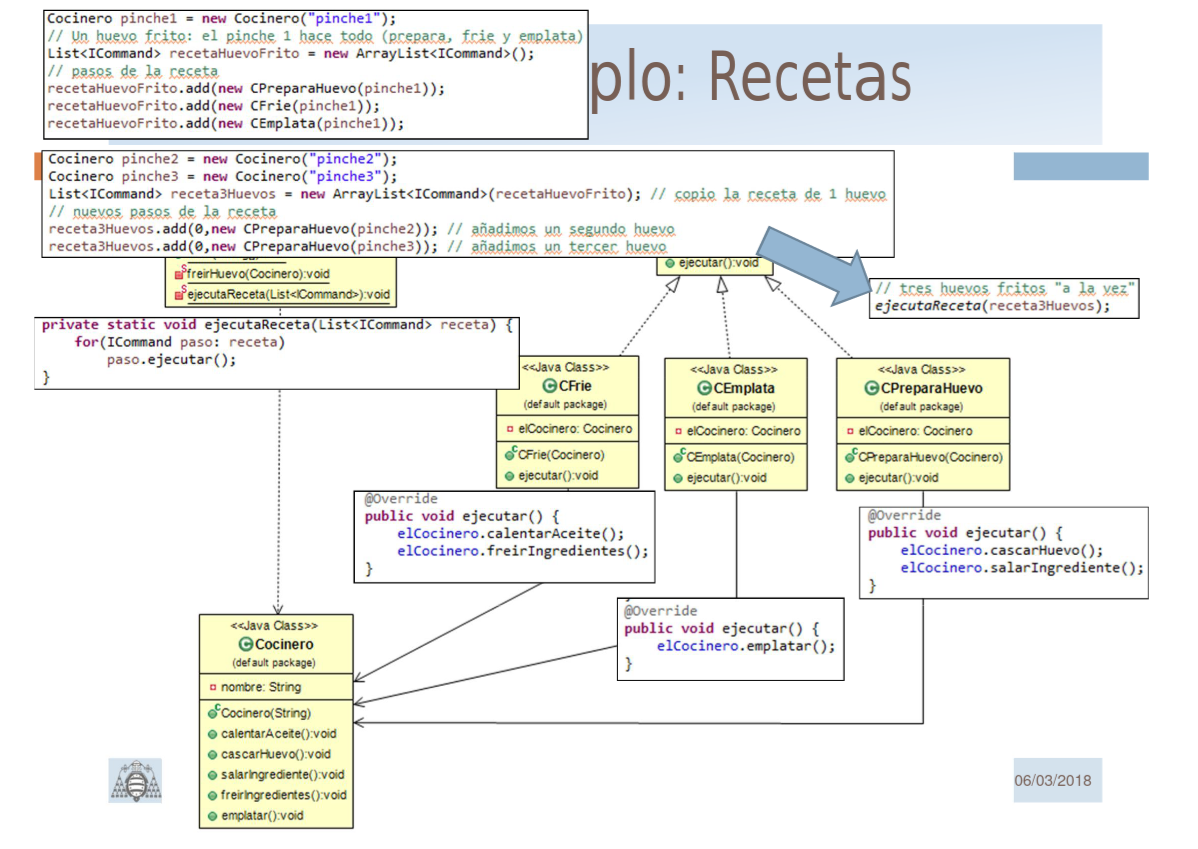 Cocinero pinche1 = new Cocinero("pinche1");
// Un huevo frito: el pinche 1 hace todo (prepara, frie y emplata)
List<ICommand> recetaHuevoFrito = new ArrayList<ICommand>();
// pasos de la receta
recetaHuevoFrito.add(new CPreparaHuevo(pinche1));
recetaHuevoFrito.add(new CFrie(pinche1));
recetaHuevoFrito.add(new CEmplata(pinche1));
plo: Recetas
Cocinero pinche2 = new Cocinero("pinche2");
Cocinero pinche3 = new Cocinero("pinche3");
List<ICommand> receta3Huevos = new ArrayList<ICommand>(recetaHuevoFrito); // copio la receta de 1 huevo
// nuevos pasos de la receta
receta3Huevos.add(0,new CPreparaHuevo(pinche2)); // añadimos un segundo huevo
receta3Huevos.add(0,new CPreparaHuevo(pinche3)); // añadimos un tercer huevo
freirHuevo(Cocinero):void
ejecutaReceta(List<ICommand>):void
ejecutar():void
// tres huevos fritos "a la vez"
ejecutaReceta(receta3Huevos);
private static void ejecutaReceta(List<ICommand> receta) {
for(ICommand paso: receta)
paso.ejecutar();
}
<<Java Class>>
CFrie
(default package)
elCocinero: Cocinero
CFrie(Cocinero)
ejecutar():void
<<Java Class>>
CEmplata
(default package)
elCocinero: Cocinero
CEmplata(Cocinero)
ejecutar():void
<<Java Class>>
CPreparaHuevo
(default package)
elCocinero: Cocinero
CPreparaHuevo(Cocinero)
ejecutar():void
@Override
public void ejecutar() {
elCocinero.calentarAceite();
elCocinero.freirIngredientes();
}
@Override
public void ejecutar() {
elCocinero.cascarHuevo();
elCocinero.salarIngrediente();
}
@Override
public void ejecutar() {
elCocinero.emplatar();
}
<<Java Class>>
Cocinero
(default package)
nombre: String
Cocinero(String)
calentarAceite():void
cascarHuevo():void
salarIngrediente():void
freirIngredientes():void
emplatar():void
06/03/2018